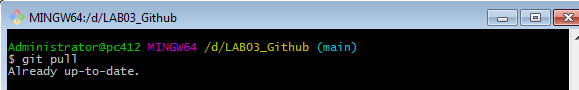 MINGW64:/d/LAB03_Github
Administrator@pc412 MINGW64 /d/LAB03_Github (main)
$ git pull
Already up-to-date.